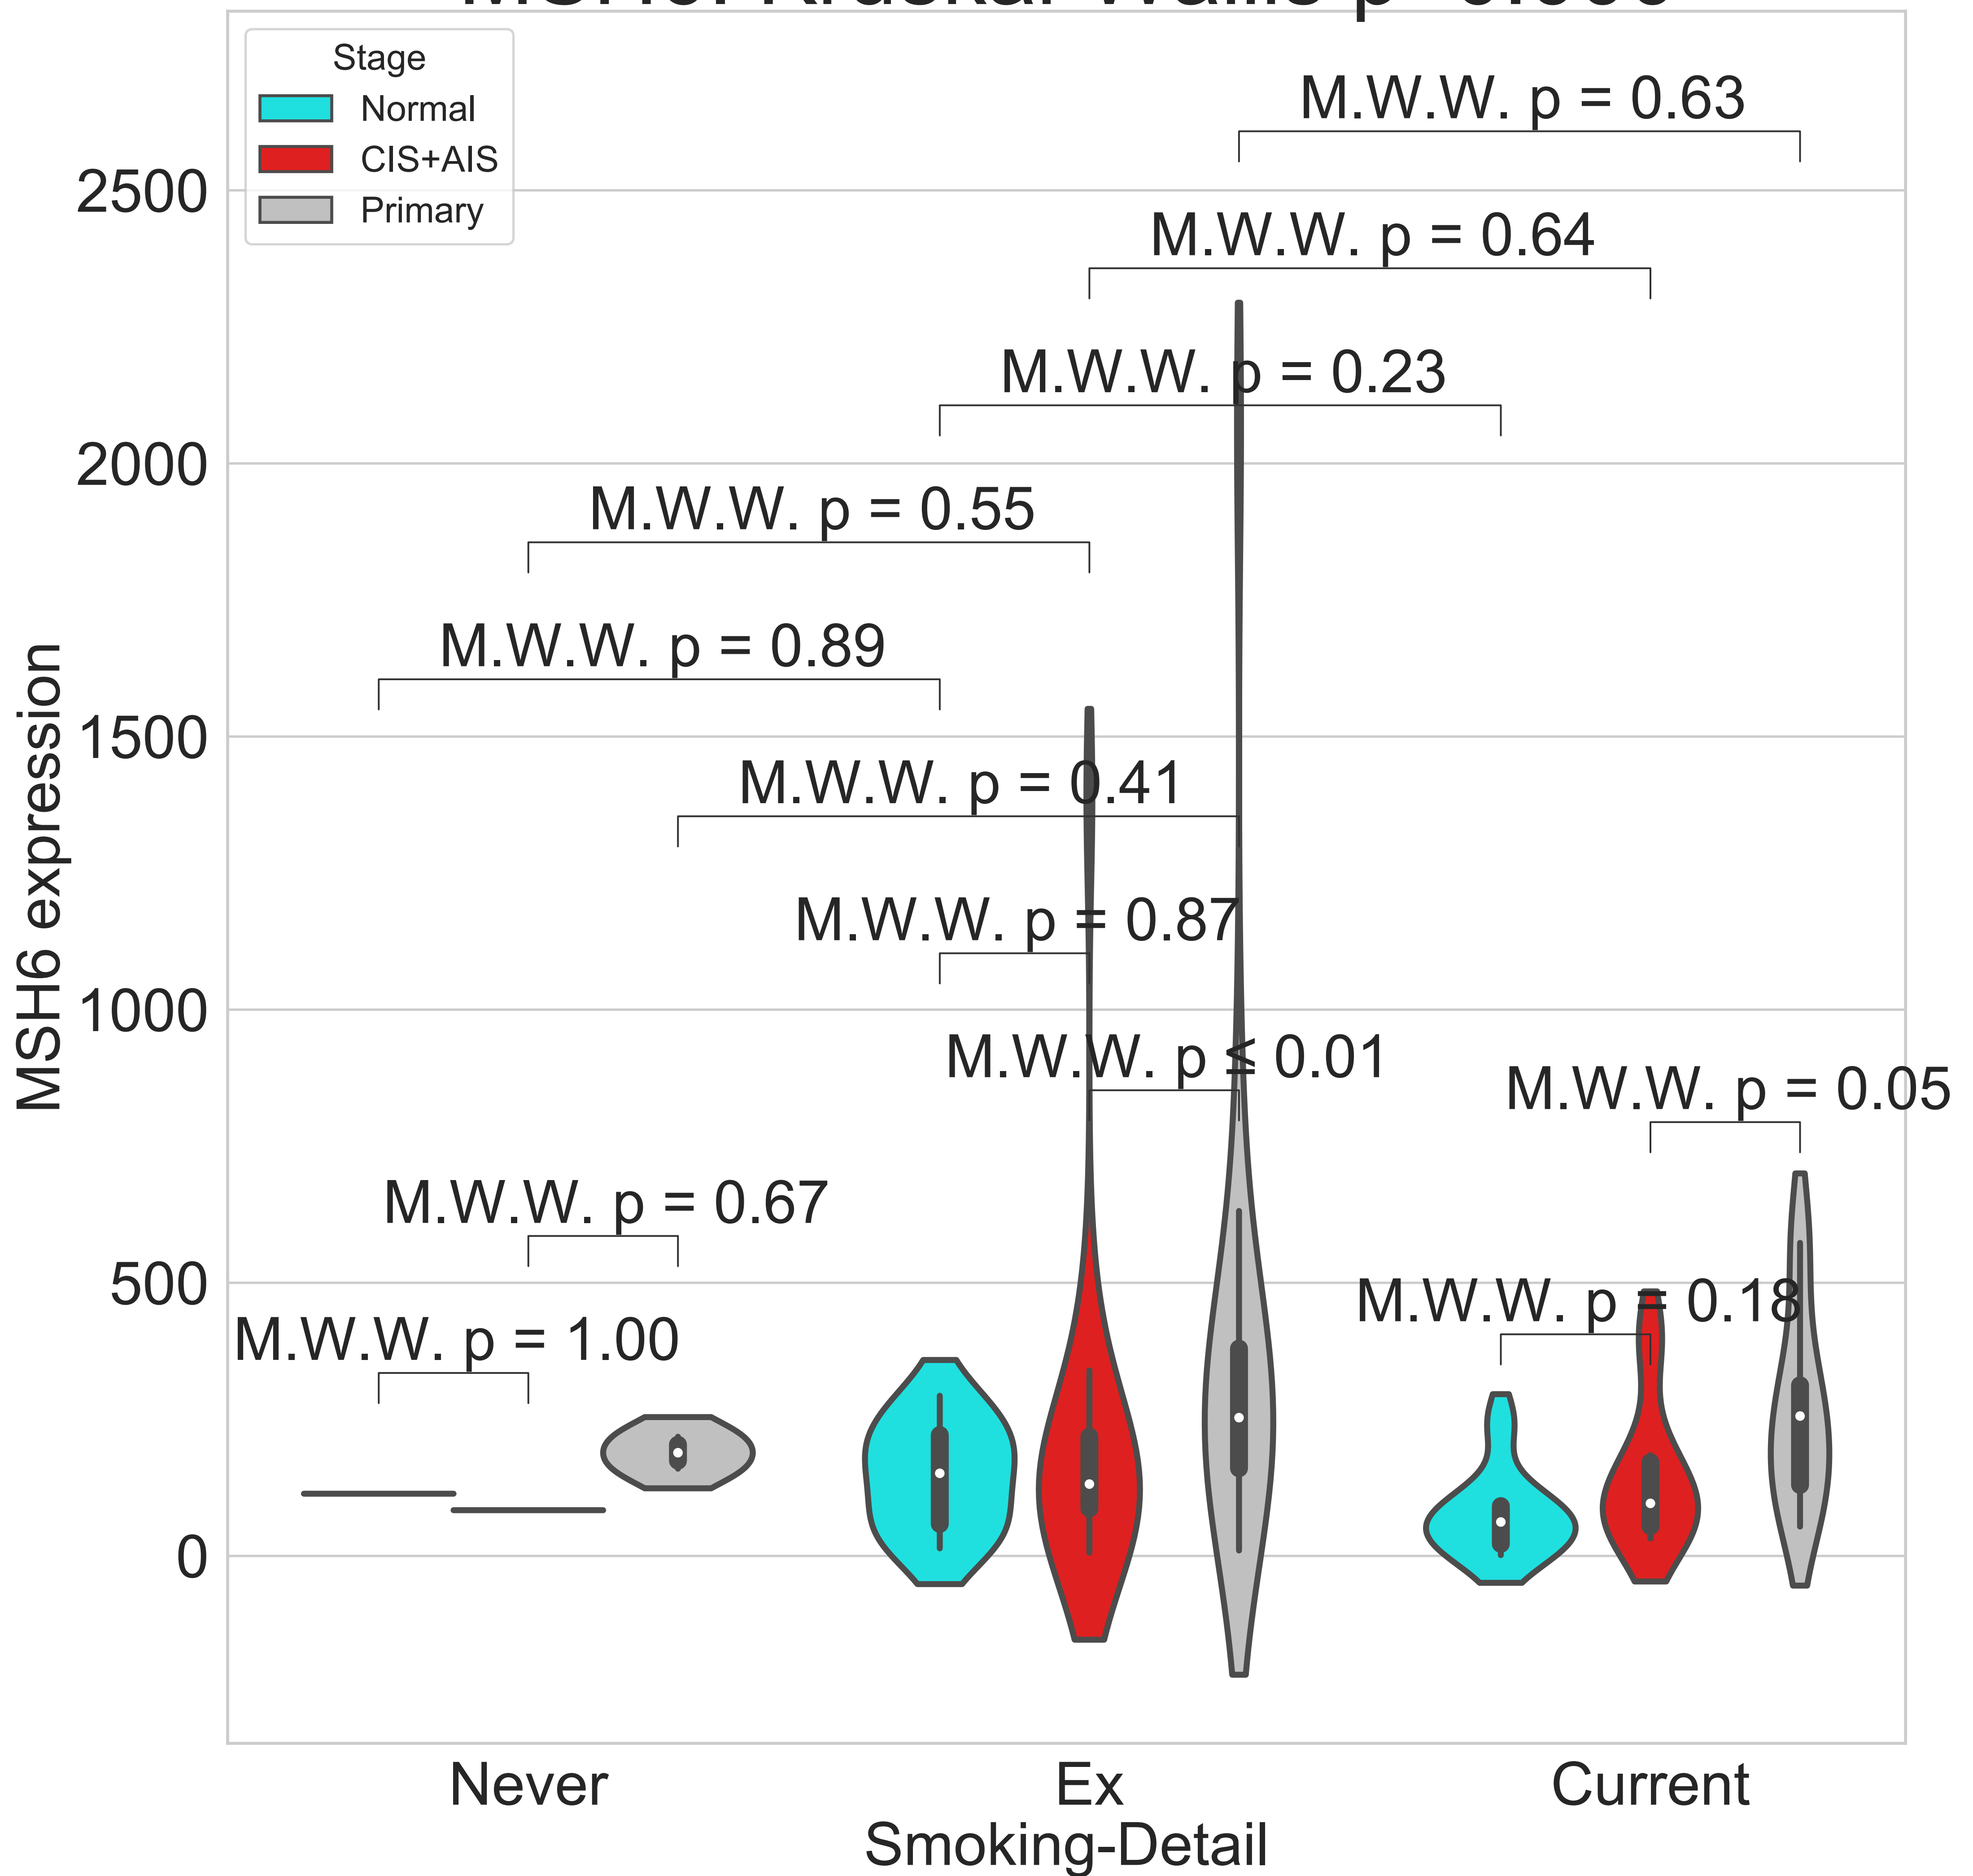 Stage
Normal
CIS+AIS
Primary
M.W.W. p = 0.63
2500
M.W.W. p = 0.64
M.W.W. p = 0.23
2000
M.W.W. p = 0.55
M.W.W. p = 0.89
1500
M.W.W. p = 0.41
M.W.W. p = 0.87
1000
M.W.W. p ≤ 0.01
M.W.W. p = 0.05
MSH6 expression
M.W.W. p = 0.67
500
M.W.W. p = 0.18
M.W.W. p = 1.00
0
Never
Ex
Current
Smoking-Detail